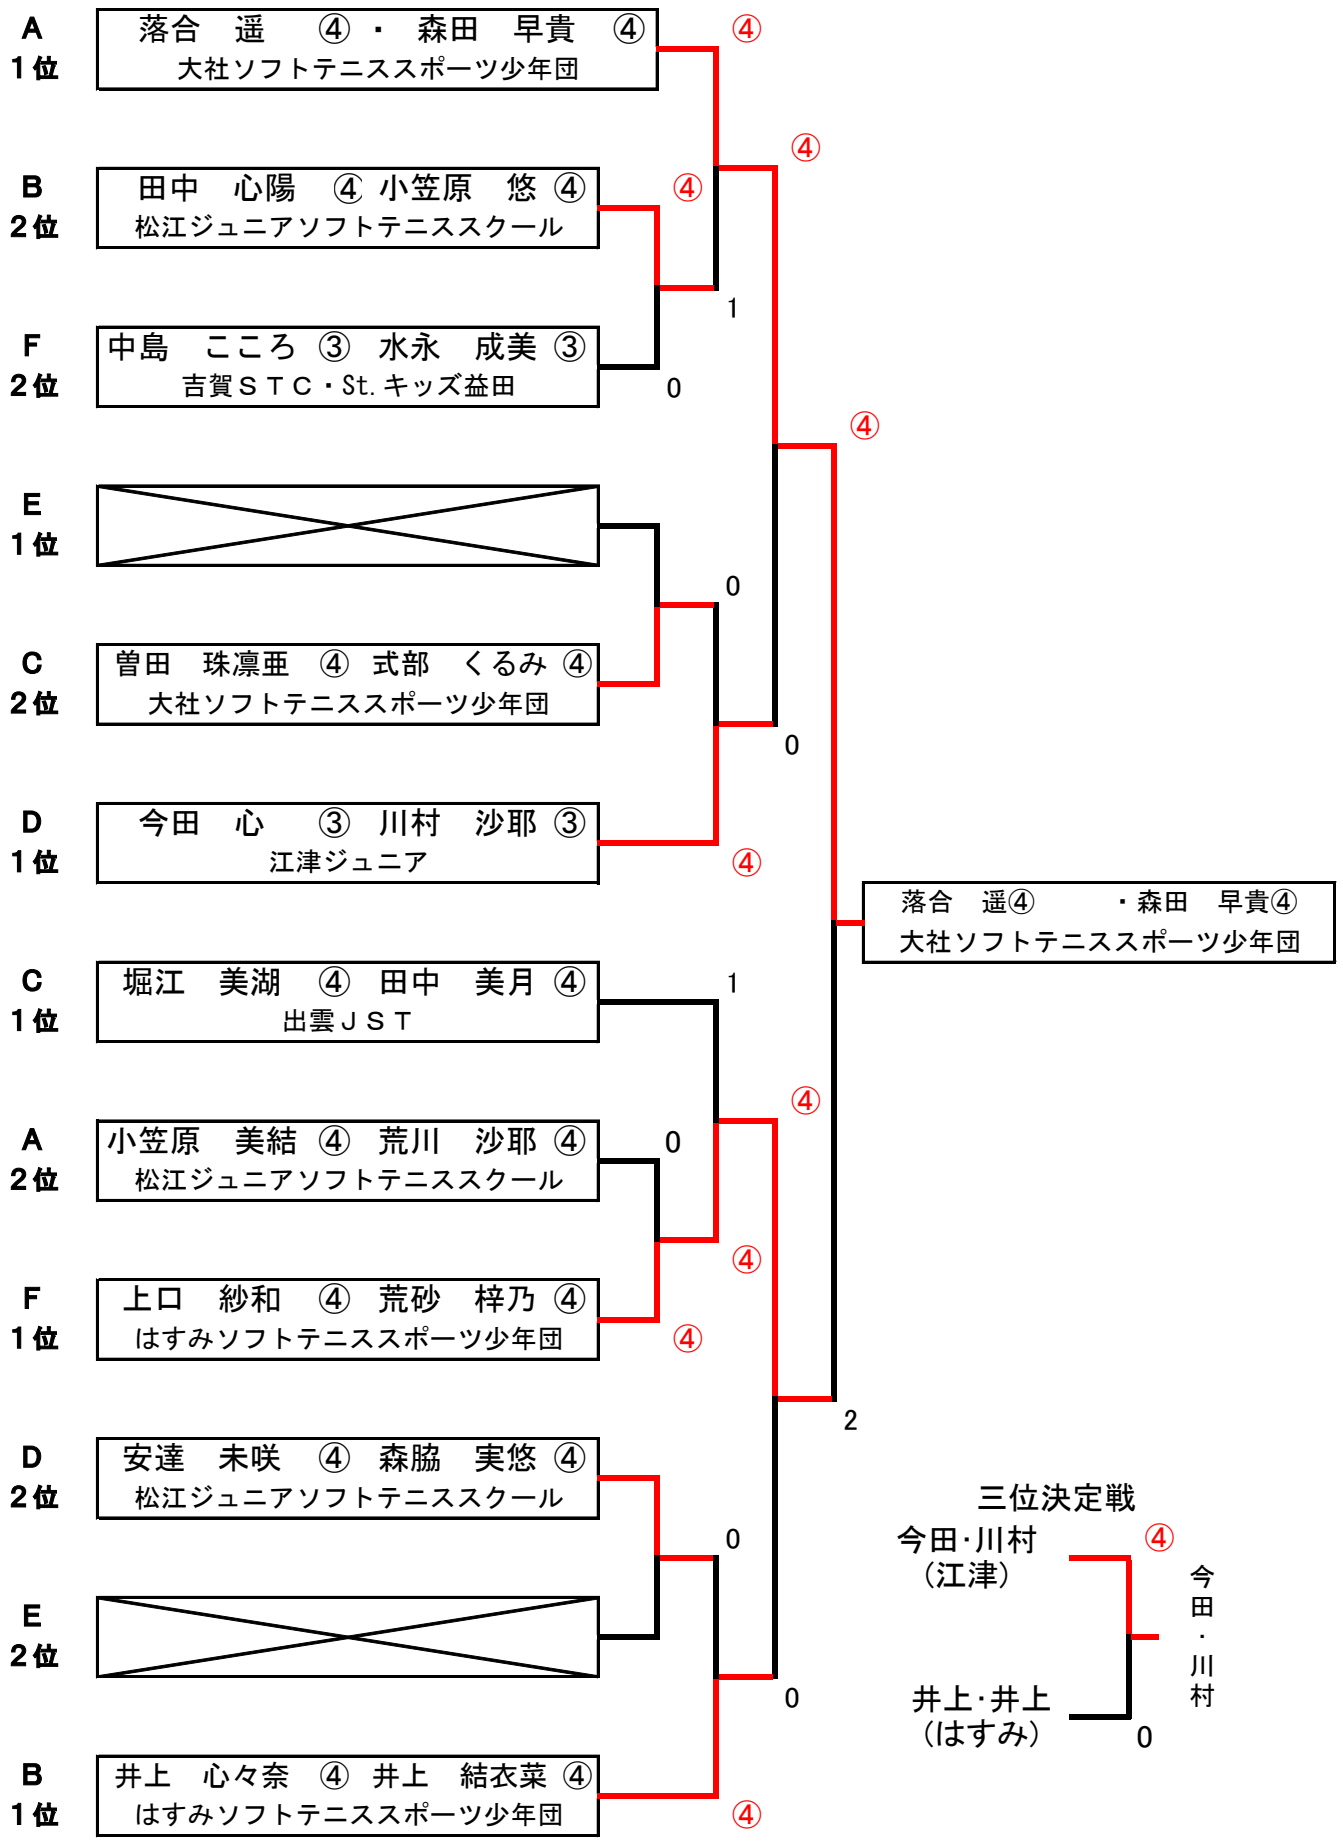 A
1位
落合　遥　④・森田　早貴　④
大社ソフトテニススポーツ少年団
④
④
B
2位
田中　心陽　④ 小笠原　悠 ④
松江ジュニアソフトテニススクール
④
1
F
2位
中島　こころ ③ 水永　成美 ③
吉賀ＳＴＣ・St.キッズ益田
0
④
E
1位
0
C
2位
曽田　珠凛亜　④ 式部　くるみ ④
大社ソフトテニススポーツ少年団
0
D
1位
今田　心　③ 川村　沙耶 ③
江津ジュニア
④
落合　遥④　・森田　早貴④
大社ソフトテニススポーツ少年団
C
1位
堀江　美湖　④ 田中　美月 ④
出雲ＪＳＴ
1
④
A
2位
小笠原　美結 ④ 荒川　沙耶 ④
松江ジュニアソフトテニススクール
0
④
F
1位
上口　紗和　④ 荒砂　梓乃 ④
はすみソフトテニススポーツ少年団
④
2
D
2位
安達　未咲　④ 森脇　実悠 ④
松江ジュニアソフトテニススクール
0
E
2位
0
B
1位
井上　心々奈　④ 井上　結衣菜 ④
はすみソフトテニススポーツ少年団
④
三位決定戦
今田・川村
（江津）
④
今田・川村
井上・井上
（はすみ）
0